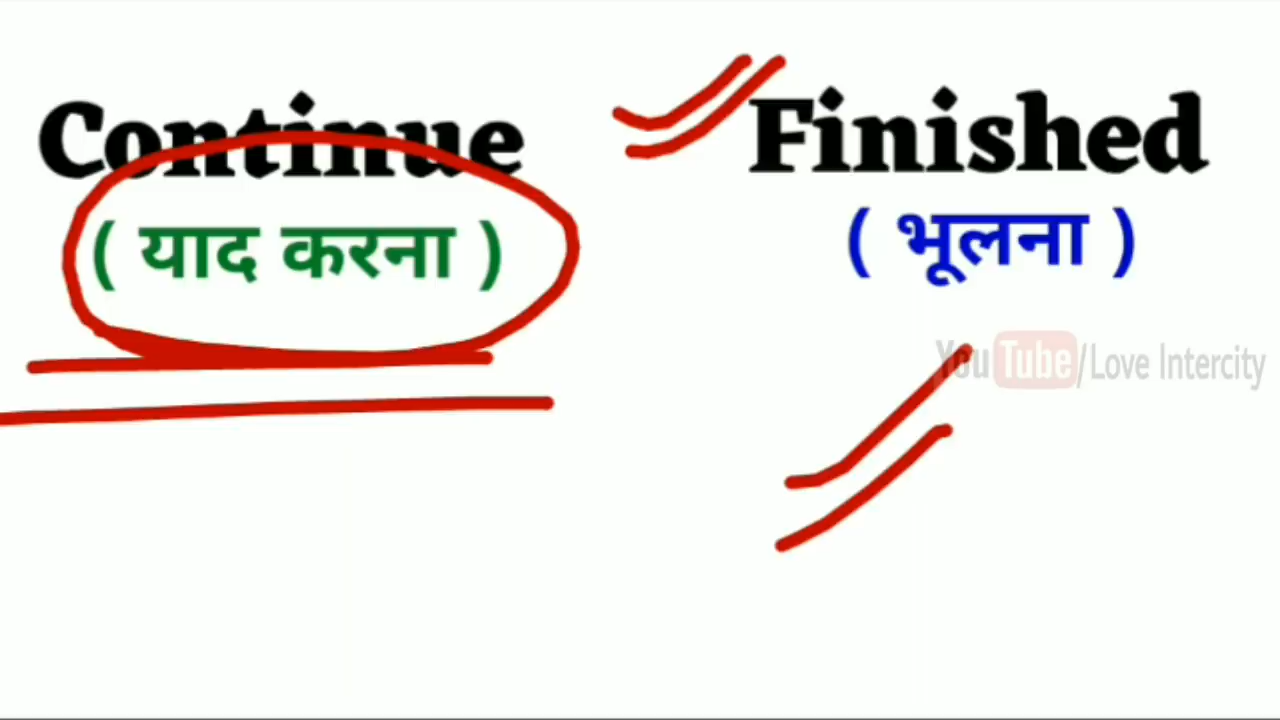 Continue
Finished
( याद करना )
( भूलना )
YouTube/Love Intercity